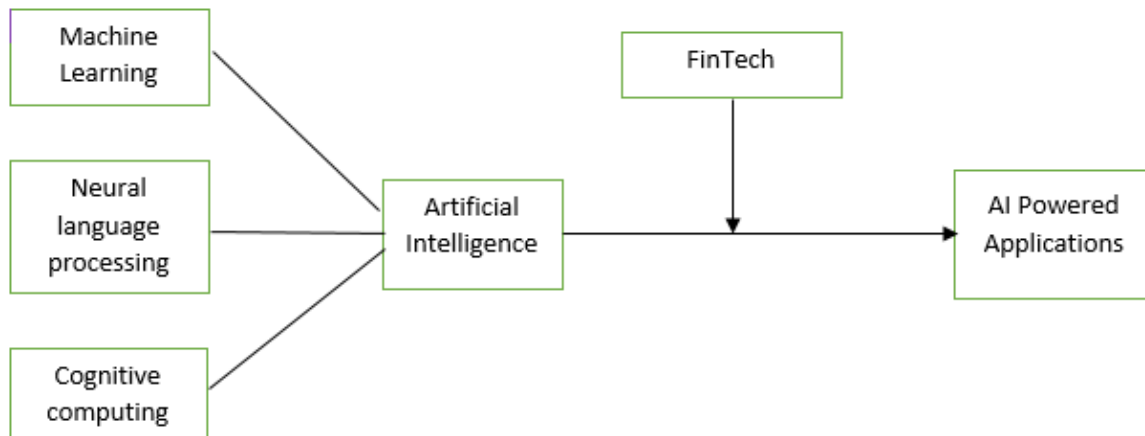 Machine
Learning
Neural
language
processing
Cognitive
computing
Artificial
Intelligence
FinTech
AI Powered
Applications